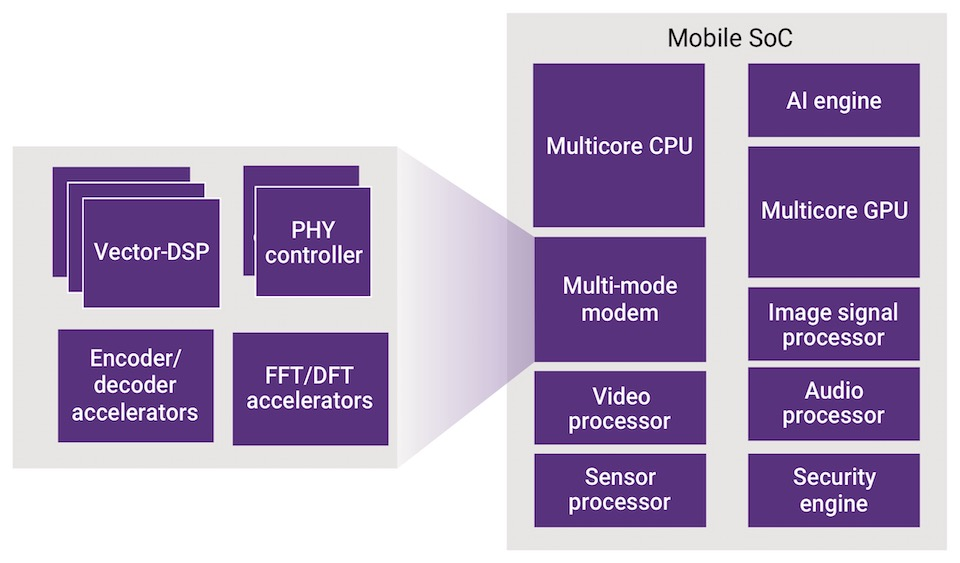 Mobile SoC
Multicore CPU
AI engine
Multicore GPU
Multi-mode
modem
Image signal
processor
Video
processor
Audio
processor
Sensor
processor
Security
engine
Vector-DSP
PHY
controller
Encoder/
decoder
accelerators
FFT/DFT
accelerators